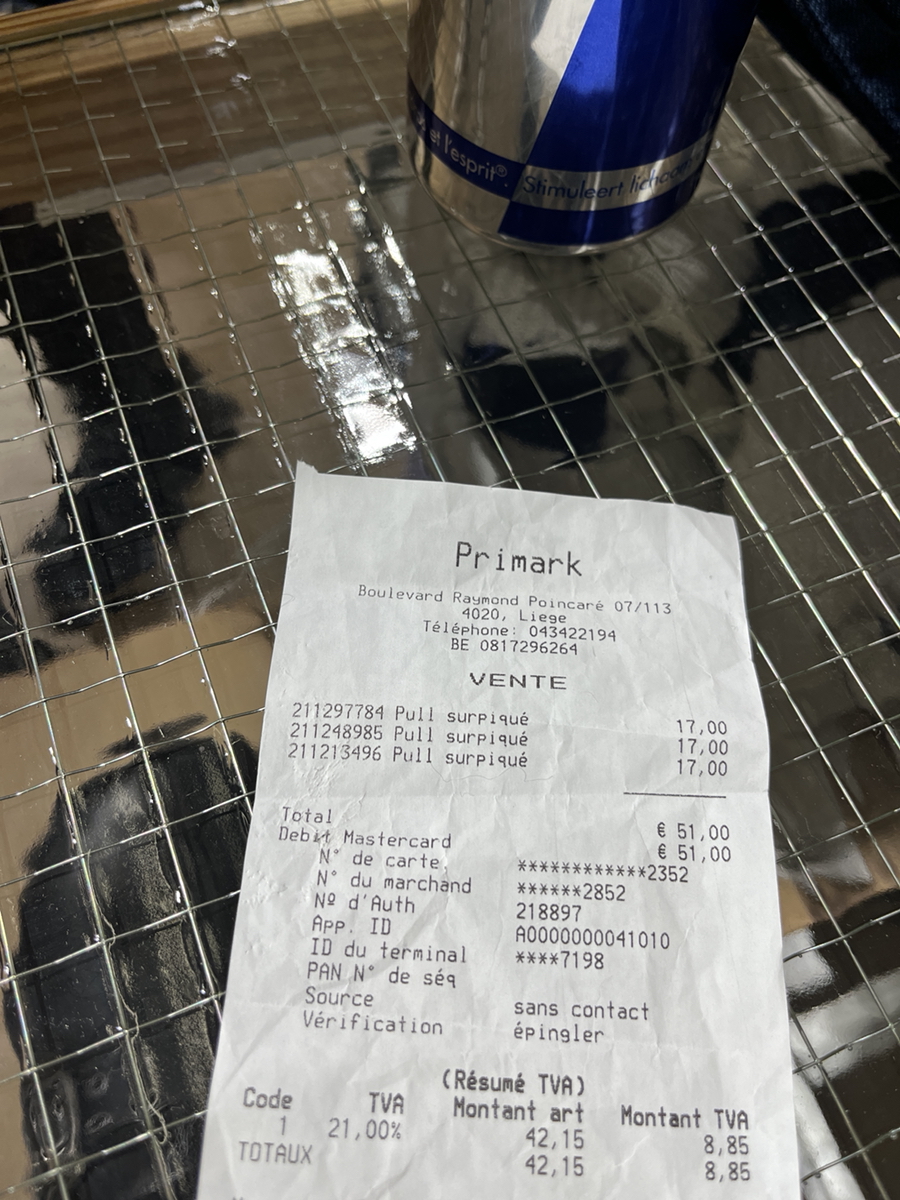 et l'esprit®.
Stimuleert
Primark
Boulevard Raymond Poincaré 07/113
4020, Liege
Téléphone: 043422194
BE 0817296264
VENTE
211297784 Pull surpiqué 17,00
211248985 Pull surpiqué 17,00
211213496 Pull surpiqué 17,00
Total € 51,00
Debit Mastercard € 51,00
N° de carte ************2352
N° du marchand ******2852
Nº d'Auth 218897
App. ID A0000000041010
ID du terminal ****7198
PAN N° de séq
Source sans contact
Vérification épingler
(Résumé TVA)
Code TVA Montant art Montant TVA
1 21,00% 42,15 8,85
TOTAUX 42,15 8,85